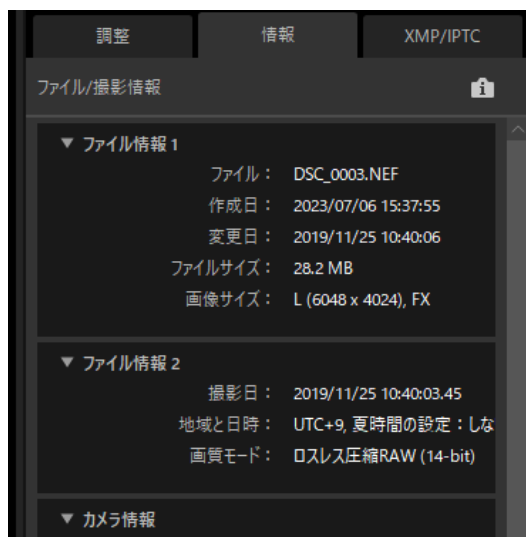 調整 情報 XMP/IPTC
ファイル/撮影情報
▼ ファイル情報 1
ファイル： DSC_0003.NEF
作成日： 2023/07/06 15:37:55
変更日： 2019/11/25 10:40:06
ファイルサイズ： 28.2 MB
画像サイズ： L (6048 x 4024), FX
▼ ファイル情報 2
撮影日： 2019/11/25 10:40:03.45
地域と日時： UTC+9, 夏時間の設定：しな
画質モード： ロスレス圧縮RAW (14-bit)
▼ カメラ情報